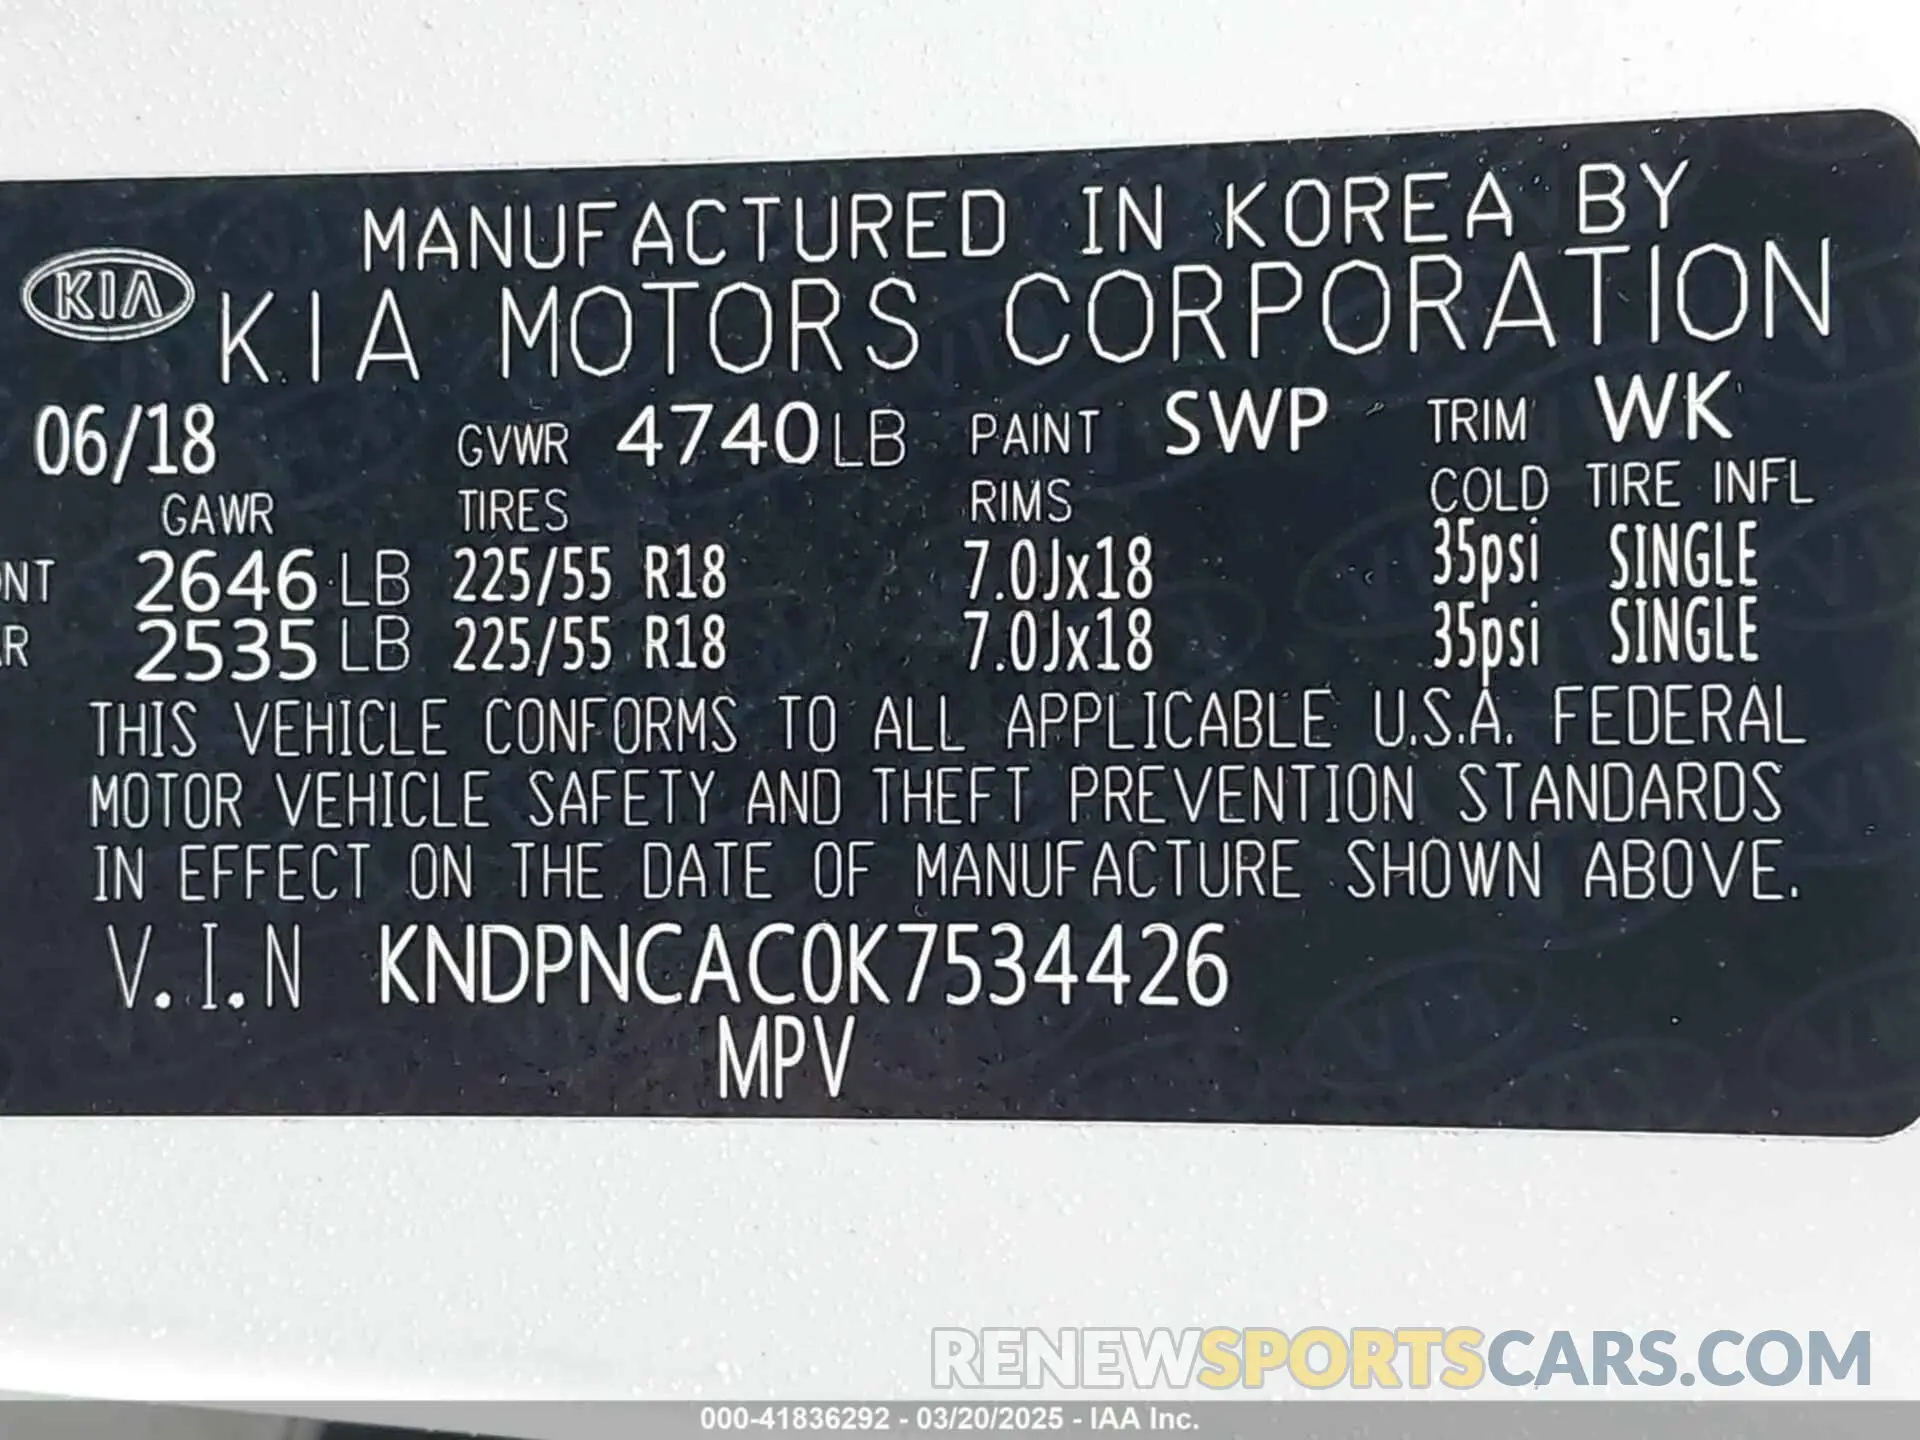 MANUFACTURED IN KOREA BY
KIA
KIA MOTORS CORPORATION
06/18 GVWR 4740 LB PAINT SWP TRIM WK
GAWR TIRES RIMS COLD TIRE INFL
NT 2646 LB 225/55 R18 7.0Jx18 35psi SINGLE
R 2535 LB 225/55 R18 7.0Jx18 35psi SINGLE
THIS VEHICLE CONFORMS TO ALL APPLICABLE U.S.A. FEDERAL
MOTOR VEHICLE SAFETY AND THEFT PREVENTION STANDARDS
IN EFFECT ON THE DATE OF MANUFACTURE SHOWN ABOVE.
V.I.N KNDPNCAC0K7534426
MPV
RENEWSPORTSCARS.COM
000-41836292 - 03/20/2025 - IAA Inc.